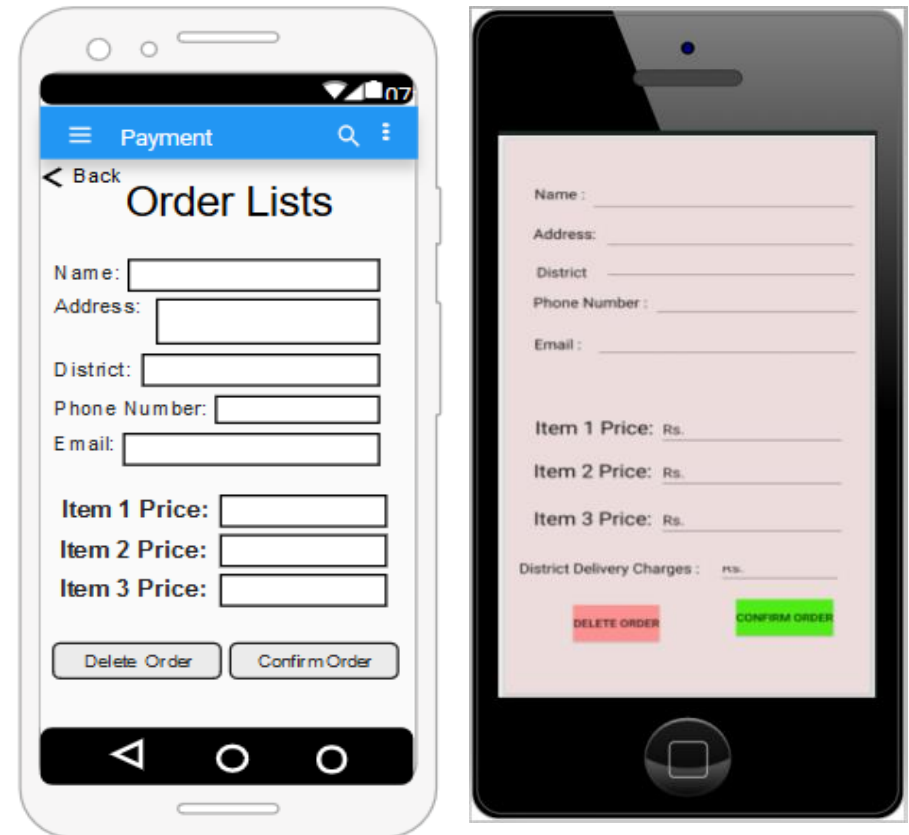 07
Payment
Back
Order Lists
Name:
Address:
District:
Phone Number:
Email:
Item 1 Price:
Item 2 Price:
Item 3 Price:
Delete Order
Confirm Order
Name :
Address:
District
Phone Number :
Email :
Item 1 Price: Rs.
Item 2 Price: Rs.
Item 3 Price: Rs.
District Delivery Charges : Rs.
DELETE ORDER
CONFIRM ORDER